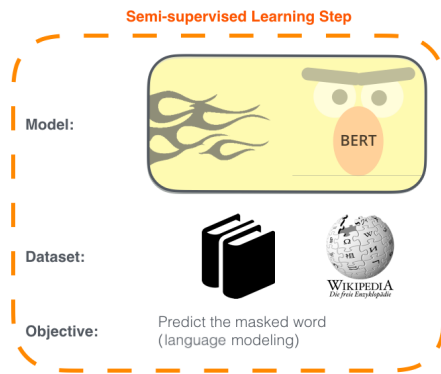 Semi-supervised Learning Step
Model:
BERT
Dataset:
WIKIPEDIA
Die freie Enzyklopädie
Objective:
Predict the masked word
(language modeling)